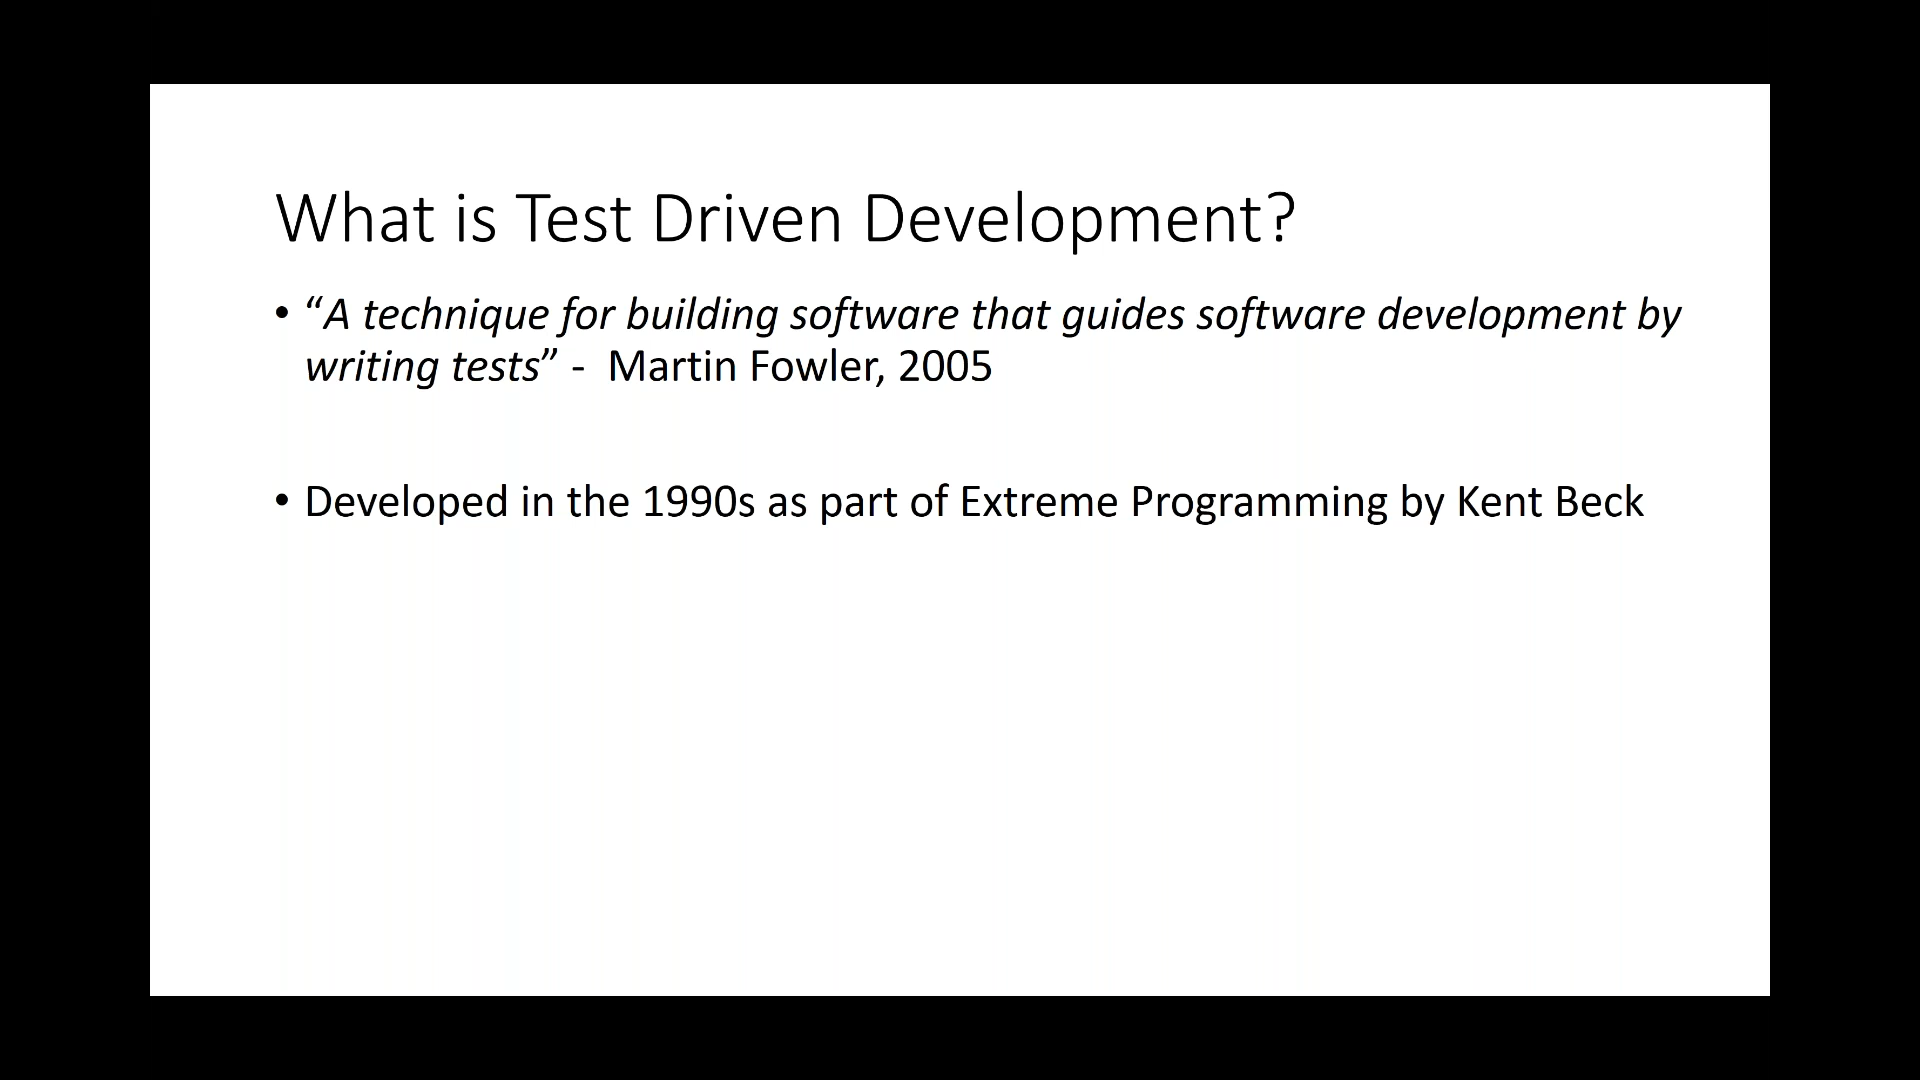 What is Test Driven Development?
• “A technique for building software that guides software development by
writing tests” -  Martin Fowler, 2005
• Developed in the 1990s as part of Extreme Programming by Kent Beck